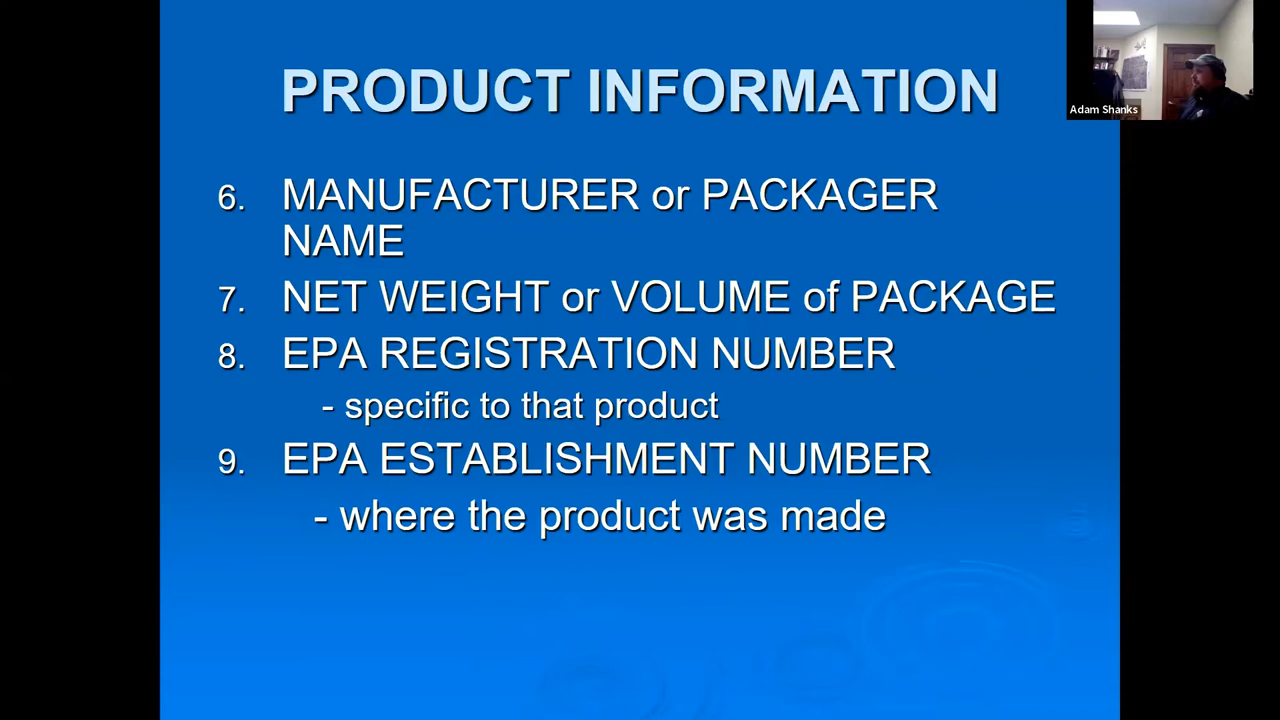 PRODUCT INFORMATION
Adam Shanks
6. MANUFACTURER or PACKAGER
NAME
7. NET WEIGHT or VOLUME of PACKAGE
8. EPA REGISTRATION NUMBER
- specific to that product
9. EPA ESTABLISHMENT NUMBER
- where the product was made